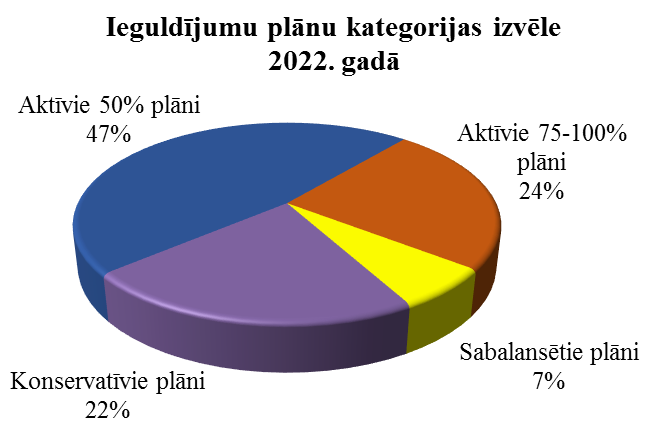 Ieguldījumu plānu kategorijas izvēle
2022. gadā
Aktīvie 50% plāni
47%
Aktīvie 75-100%
plāni
24%
Sabalansētie plāni
7%
Konservatīvie plāni
22%